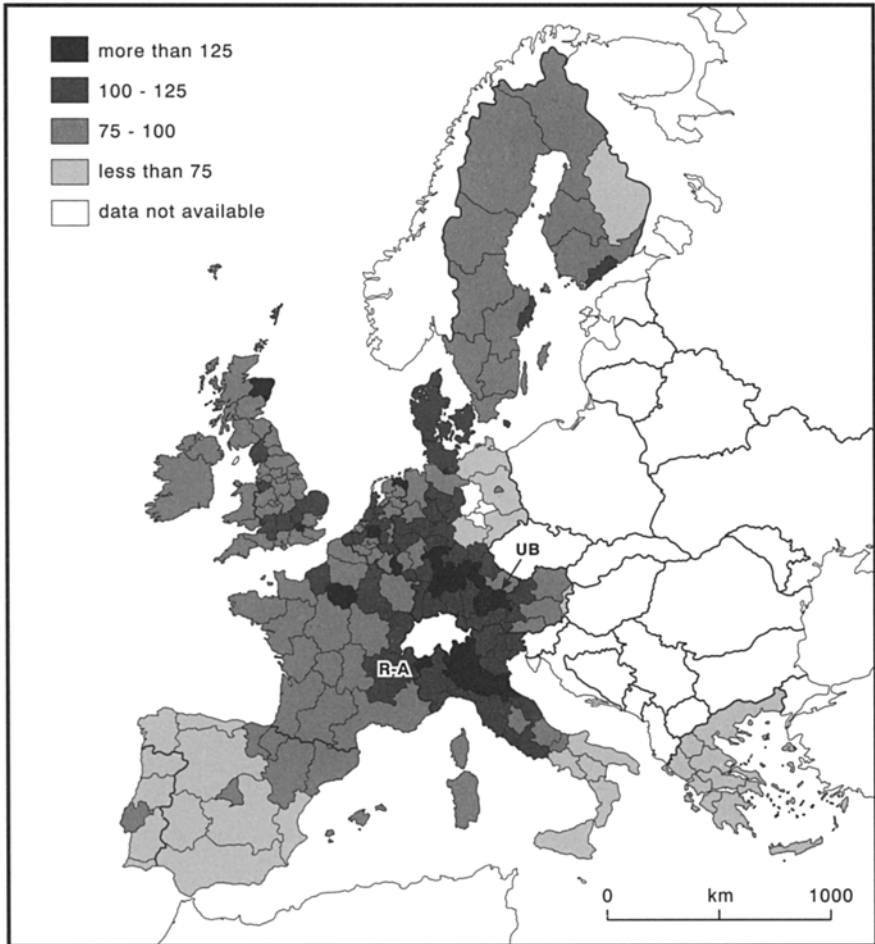 more than 125
100 - 125
75 - 100
less than 75
data not available
UB
R-A
0 km 1000